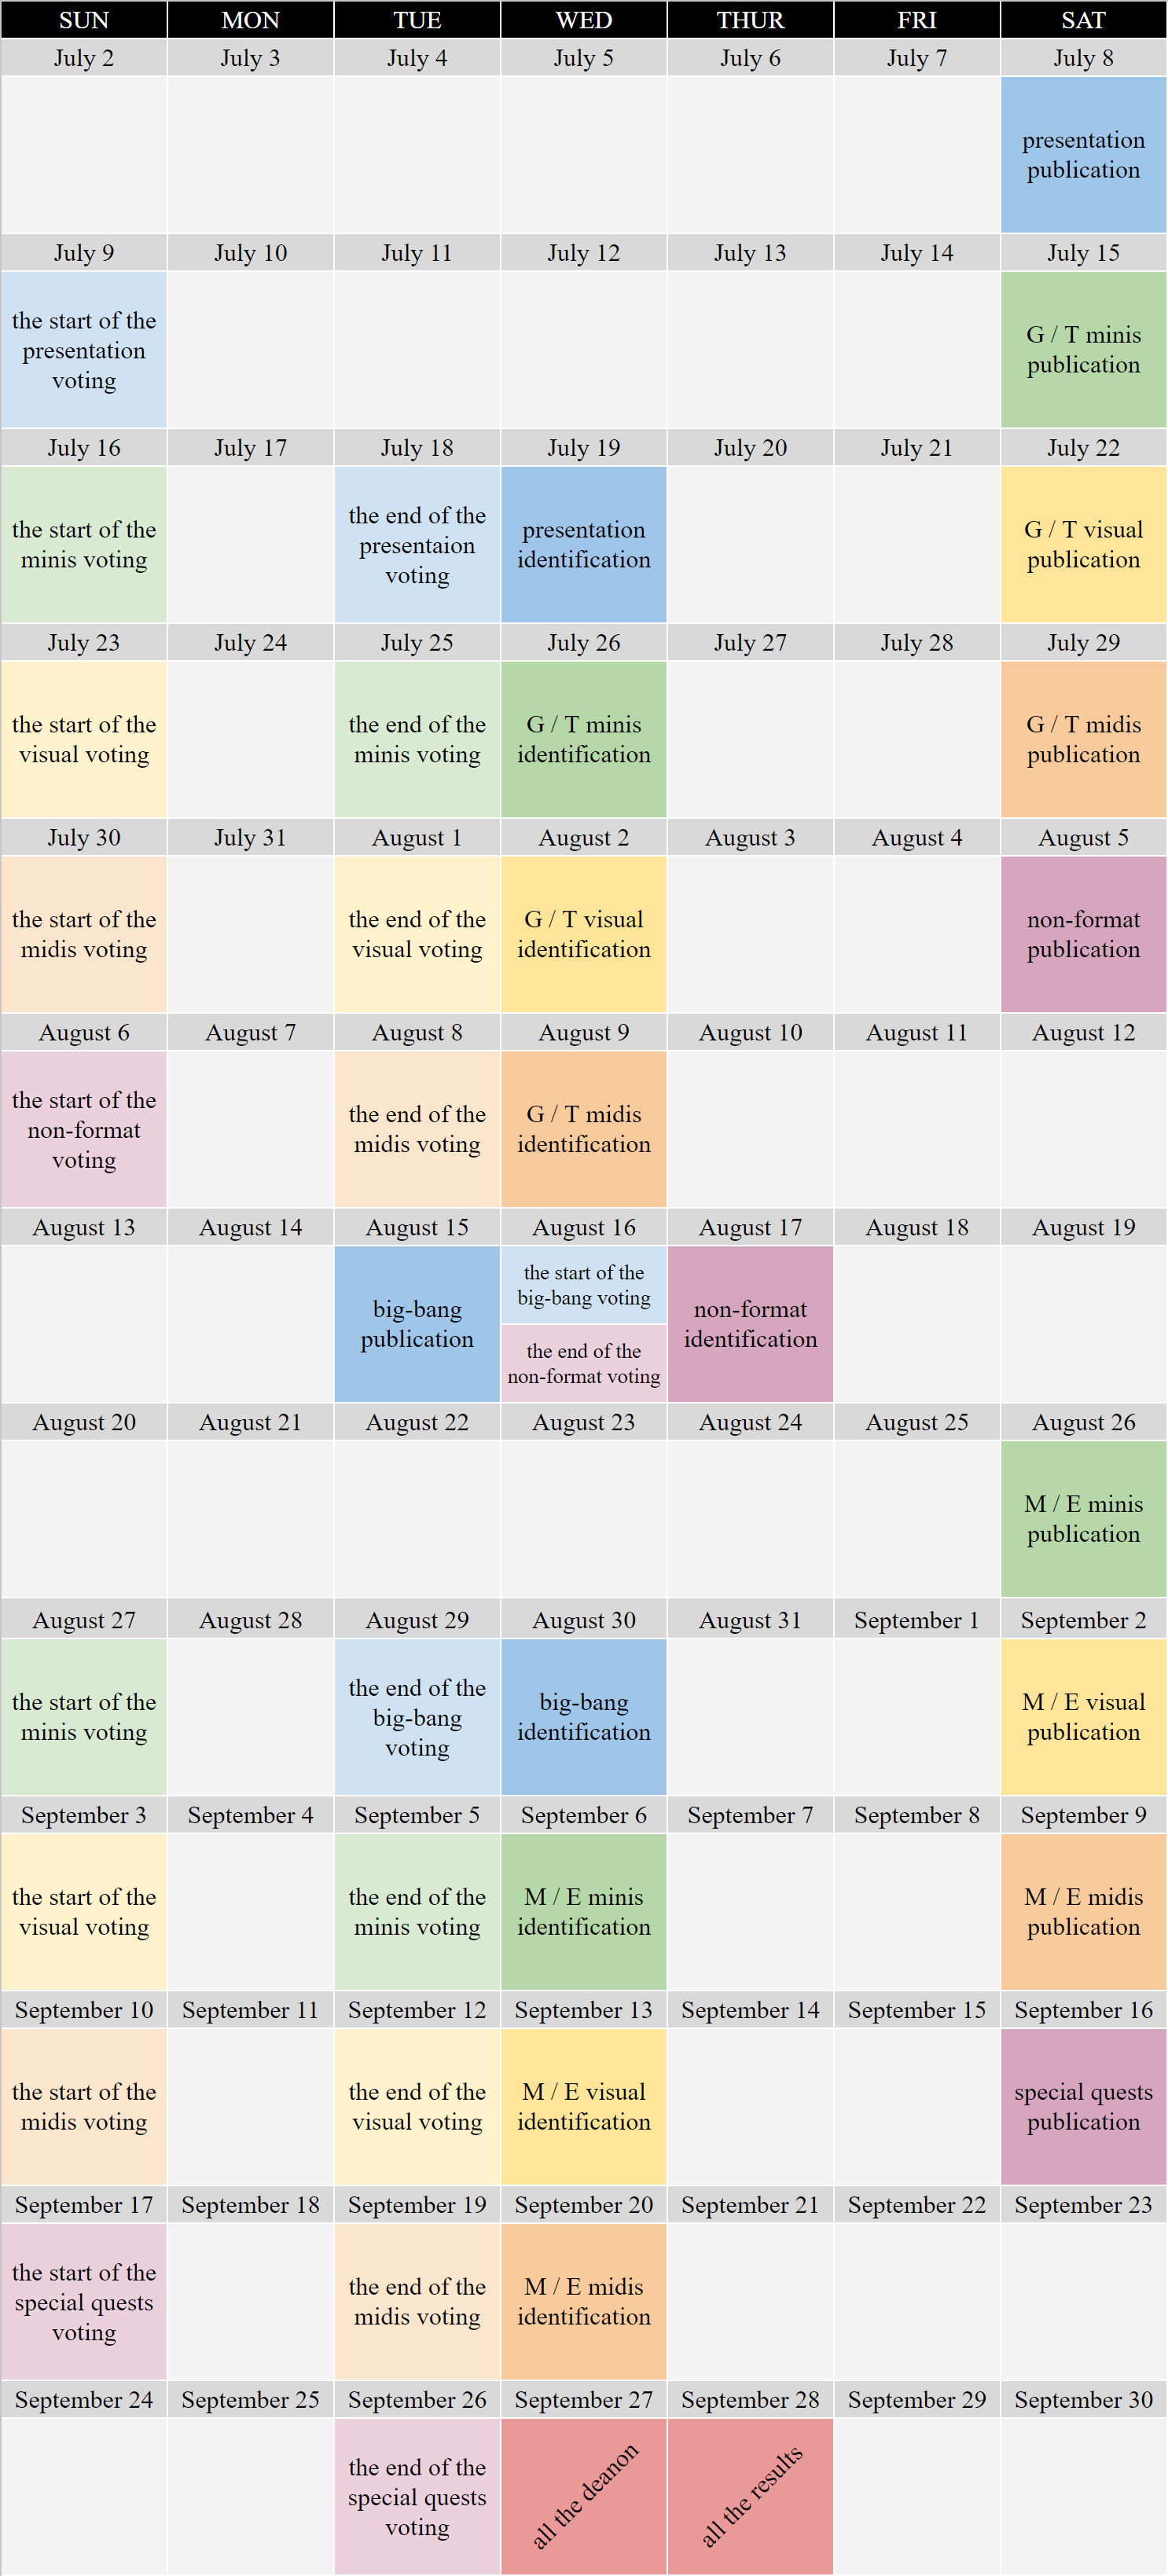 SUN MON TUE WED THUR FRI SAT
July 2 July 3 July 4 July 5 July 6 July 7 July 8
presentation
publication
July 9 July 10 July 11 July 12 July 13 July 14 July 15
the start of the
presentation
voting
G / T minis
publication
July 16 July 17 July 18 July 19 July 20 July 21 July 22
the start of the
minis voting
the end of the
presentaion
voting
presentation
identification
G / T visual
publication
July 23 July 24 July 25 July 26 July 27 July 28 July 29
the start of the
visual voting
the end of the
minis voting
G / T minis
identification
G / T midis
publication
July 30 July 31 August 1 August 2 August 3 August 4 August 5
the start of the
midis voting
the end of the
visual voting
G / T visual
identification
non-format
publication
August 6 August 7 August 8 August 9 August 10 August 11 August 12
the start of the
non-format
voting
the end of the
midis voting
G / T midis
identification
August 13 August 14 August 15 August 16 August 17 August 18 August 19
big-bang
publication
the start of the
big-bang voting
the end of the
non-format voting
non-format
identification
August 20 August 21 August 22 August 23 August 24 August 25 August 26
M / E minis
publication
August 27 August 28 August 29 August 30 August 31 September 1 September 2
the start of the
minis voting
the end of the
big-bang
voting
big-bang
identification
M / E visual
publication
September 3 September 4 September 5 September 6 September 7 September 8 September 9
the start of the
visual voting
the end of the
minis voting
M / E minis
identification
M / E midis
publication
September 10 September 11 September 12 September 13 September 14 September 15 September 16
the start of the
midis voting
the end of the
visual voting
M / E visual
identification
special quests
publication
September 17 September 18 September 19 September 20 September 21 September 22 September 23
the start of the
special quests
voting
the end of the
midis voting
M / E midis
identification
September 24 September 25 September 26 September 27 September 28 September 29 September 30
the end of the
special quests
voting
all the deanon
all the results